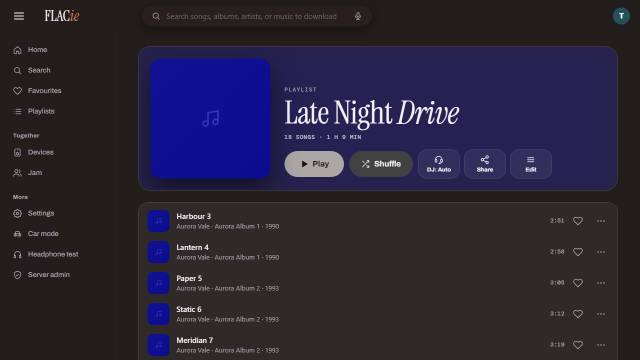 FLACie
Search songs, albums, artists, or music to download
T
Home
Search
Favourites
Playlists
Together
Devices
Jam
More
Settings
Car mode
Headphone test
Server admin
PLAYLIST
Late Night Drive
18 SONGS · 1 H 9 MIN
Play
Shuffle
DJ: Auto
Share
Edit
Harbour 3
Aurora Vale · Aurora Album 1 · 1990
2:51
Lantern 4
Aurora Vale · Aurora Album 1 · 1990
2:58
Paper 5
Aurora Vale · Aurora Album 2 · 1993
3:05
Static 6
Aurora Vale · Aurora Album 2 · 1993
3:12
Meridian 7
Aurora Vale · Aurora Album 2 · 1993
3:19